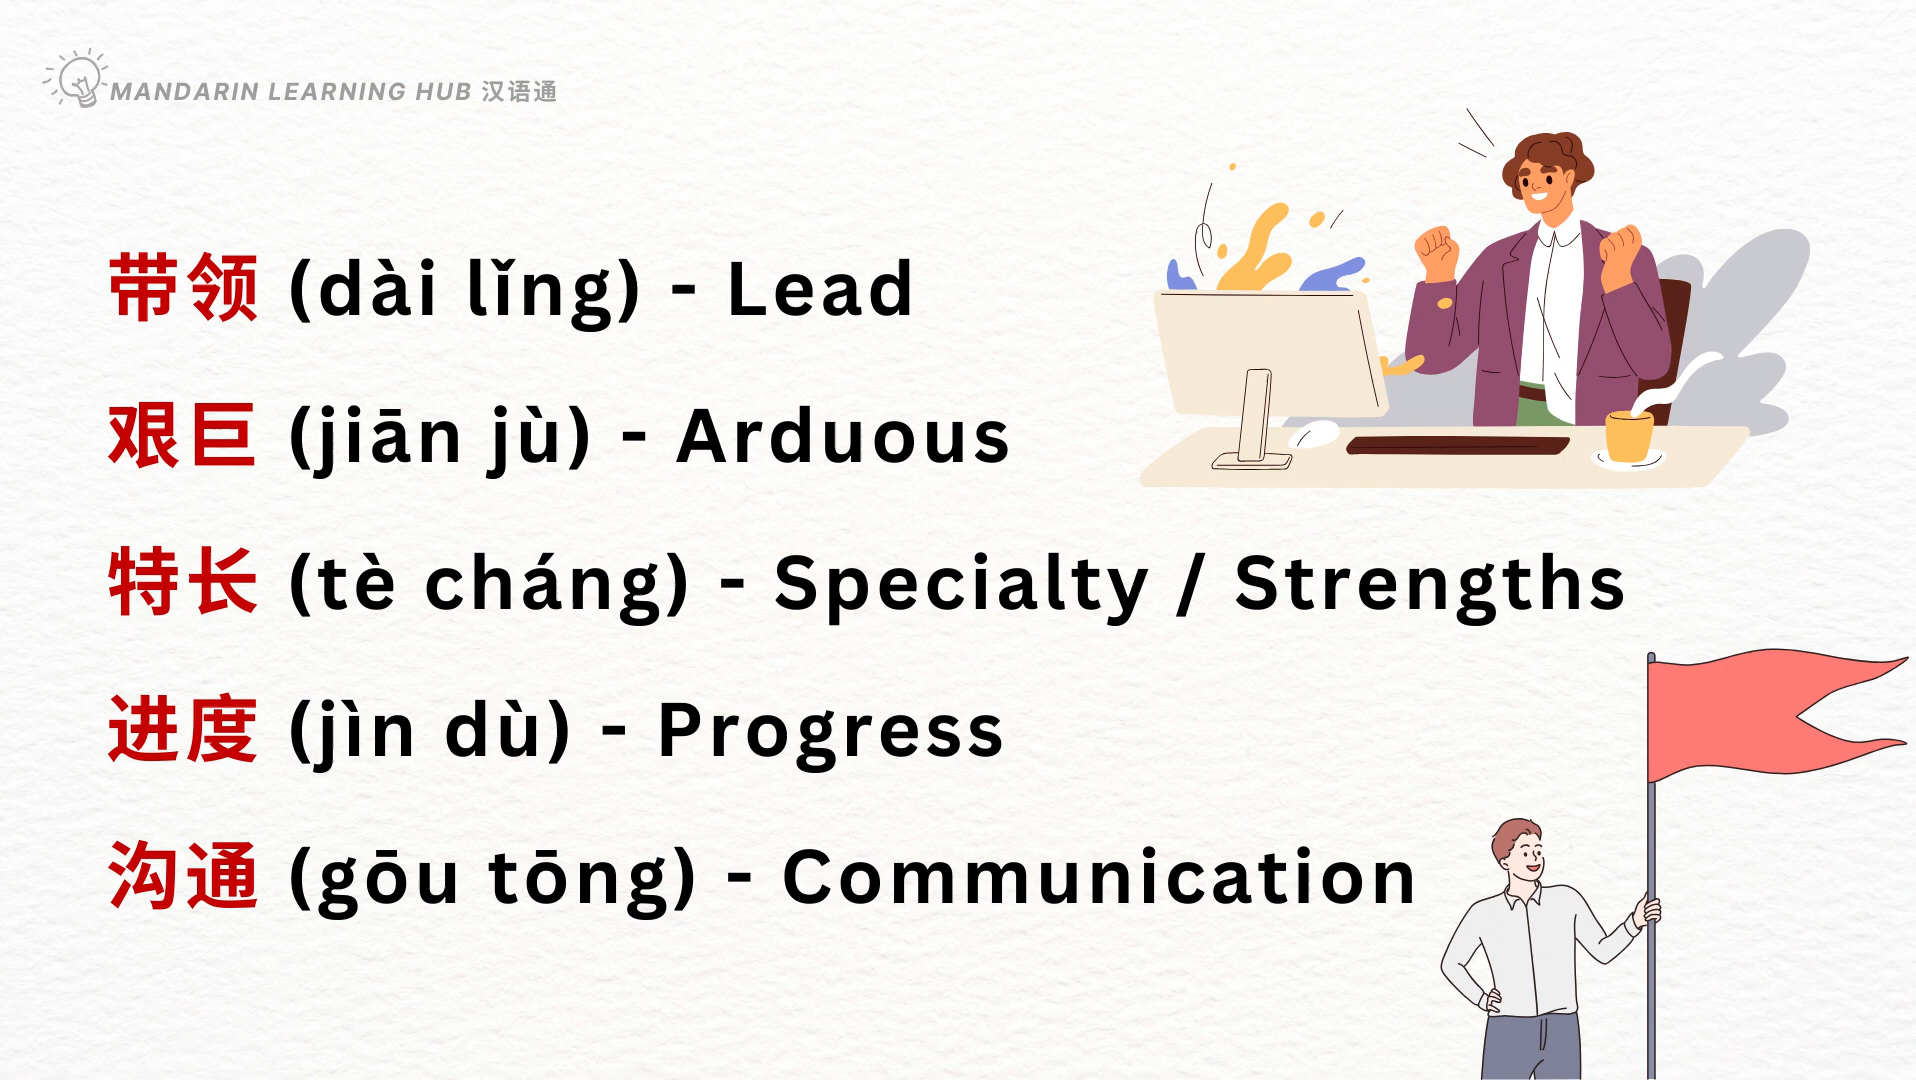 MANDARIN LEARNING HUB 汉语通
带领 (dài lǐng) - Lead
艰巨 (jiān jù) - Arduous
特长 (tè cháng) - Specialty / Strengths
进度 (jìn dù) - Progress
沟通 (gōu tōng) - Communication